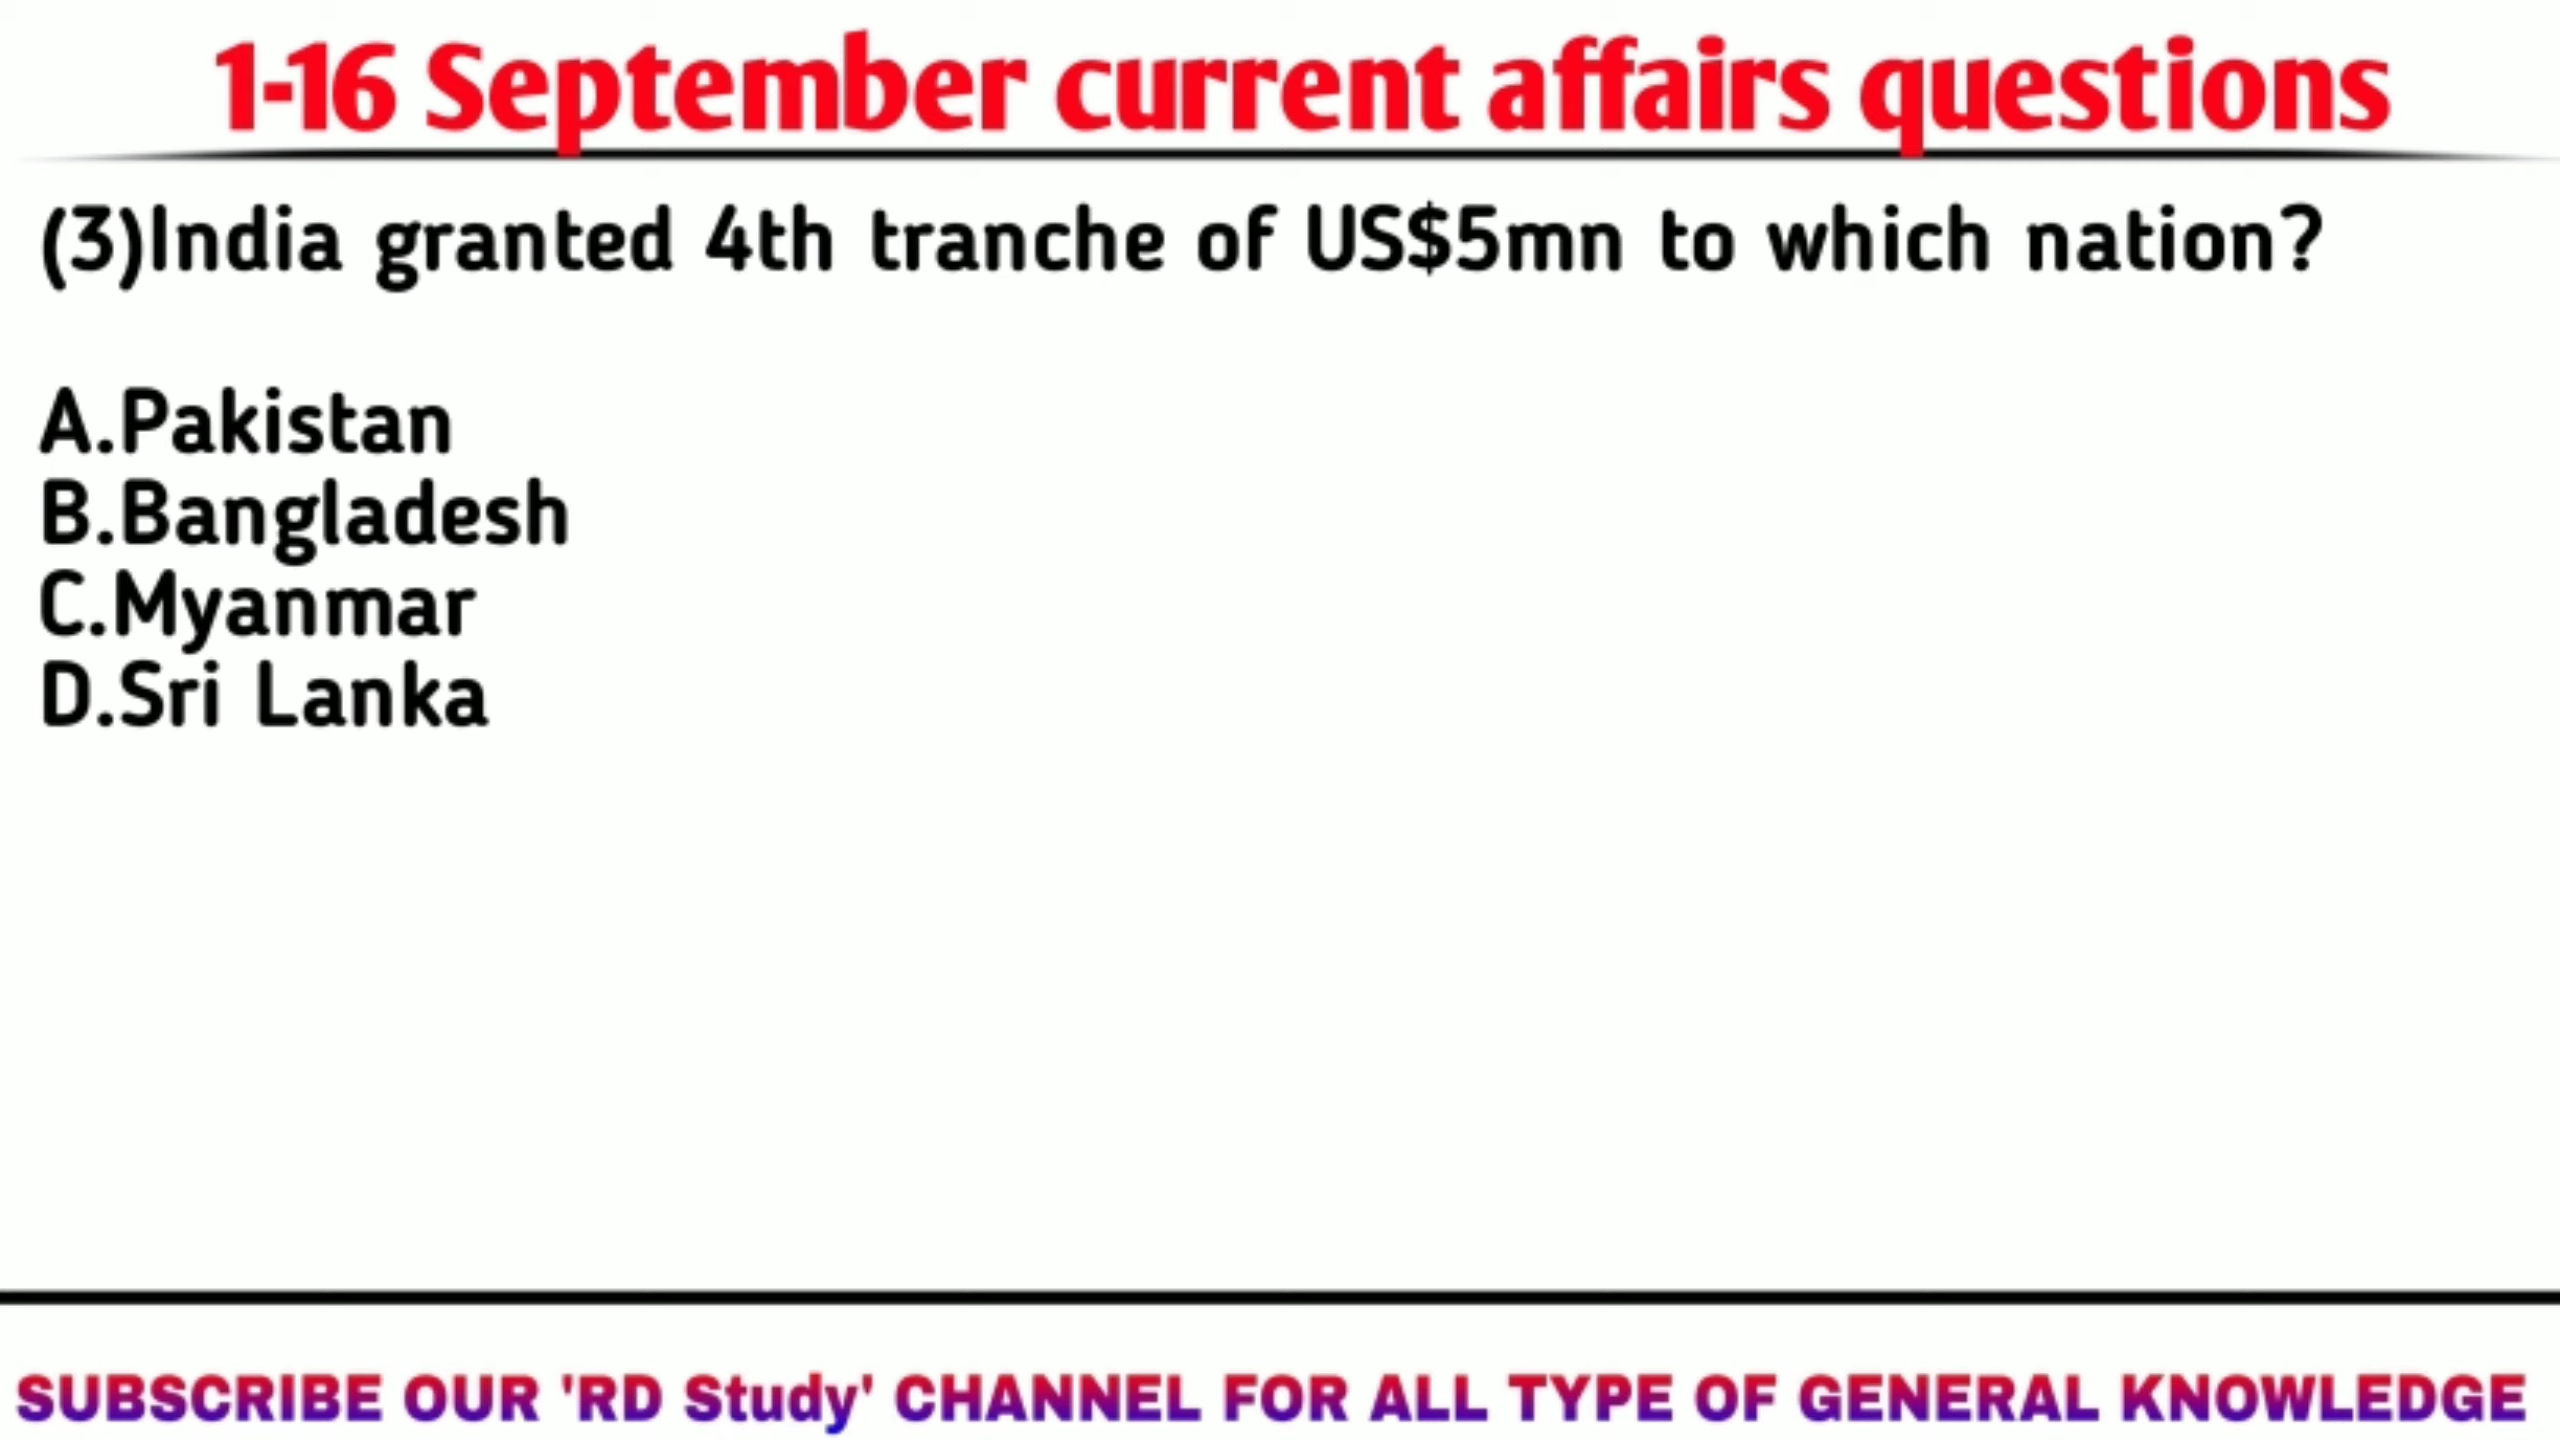 1-16 September current affairs questions
(3)India granted 4th tranche of US$5mn to which nation?
A.Pakistan
B.Bangladesh
C.Myanmar
D.Sri Lanka
SUBSCRIBE OUR 'RD Study' CHANNEL FOR ALL TYPE OF GENERAL KNOWLEDGE